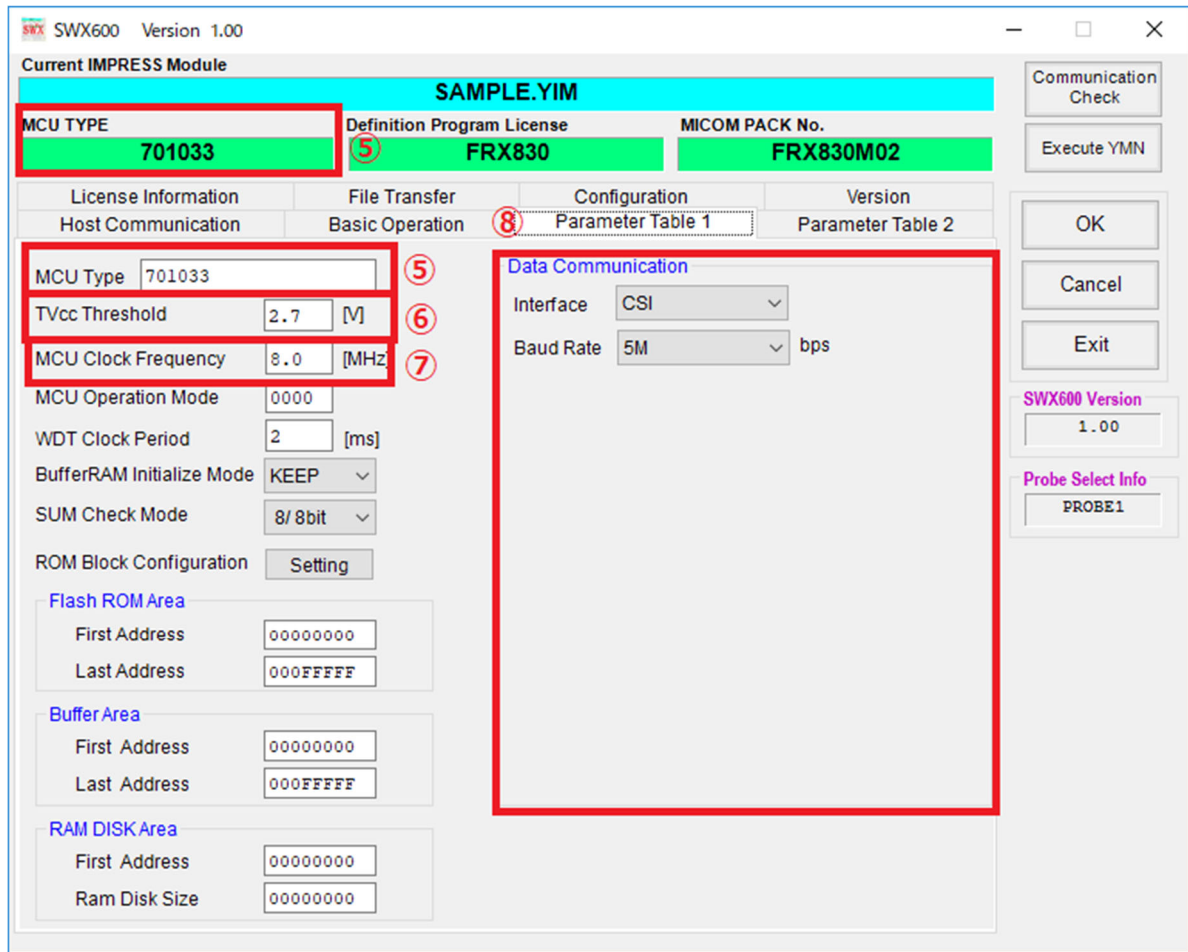 SWX SWX600 Version 1.00
Current IMPRESS Module
SAMPLE.YIM
MCU TYPE Definition Program License MICOM PACK No.
701033 ⑤ FRX830 FRX830M02
License Information File Transfer Configuration Version
Host Communication Basic Operation ⑧ Parameter Table 1 Parameter Table 2
MCU Type 701033 ⑤
TVcc Threshold 2.7 [V] ⑥
MCU Clock Frequency 8.0 [MHz] ⑦
MCU Operation Mode 0000
WDT Clock Period 2 [ms]
BufferRAM Initialize Mode KEEP
SUM Check Mode 8/ 8bit
ROM Block Configuration Setting
Flash ROM Area
First Address 00000000
Last Address 000FFFFF
Buffer Area
First Address 00000000
Last Address 000FFFFF
RAM DISK Area
First Address 00000000
Ram Disk Size 00000000
Data Communication
Interface CSI
Baud Rate 5M bps
Communication
Check
Execute YMN
OK
Cancel
Exit
SWX600 Version
1.00
Probe Select Info
PROBE1